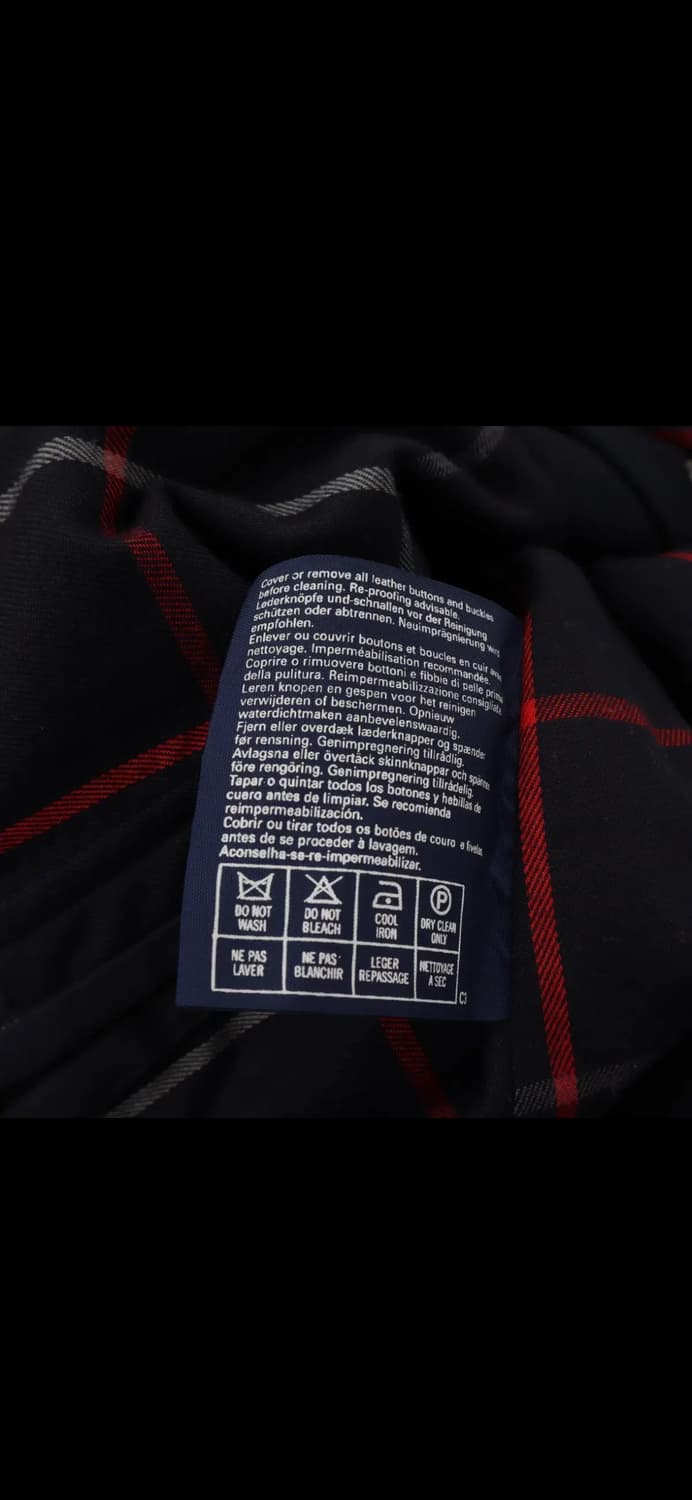 Cover or remove all leather buttons and buckles
before cleaning. Re-proofing advisable.
Lederknöpfe und-schnallen vor der Reinigung
schützen oder abtrennen. Neuimprägnierung wird
empfohlen.
Enlever ou couvrir boutons et boucles en cuir avant
nettoyage. Imperméabilisation recommandée.
Coprire o rimuovere bottoni e fibbie di pelle prima
della pulitura. Reimpermeabilizzazione consigliata.
Leren knopen en gespen voor het reinigen
verwijderen of beschermen. Opnieuw
waterdichtmaken aanbevelenswaardig.
Fjern eller overdæk læderknapper og spænder
før rensning. Genimpregnering tilrådlig.
Avlagsna eller övertäck skinnknappar och spännen
före rengöring. Genimpregnering tillrådelig.
Tapar o quintar todos los botones y hebillas de
cuero antes de limpiar. Se recomienda
reimpermeabilización.
Cobrir ou tirar todos os botões de couro e fivelas
antes de se proceder à lavagem.
Aconselha-se-re-impermeabilizar.
DO NOT WASH
DO NOT BLEACH
COOL IRON
P
DRY CLEAN ONLY
NE PAS LAVER
NE PAS BLANCHIR
LEGER REPASSAGE
NETTOYAGE A SEC